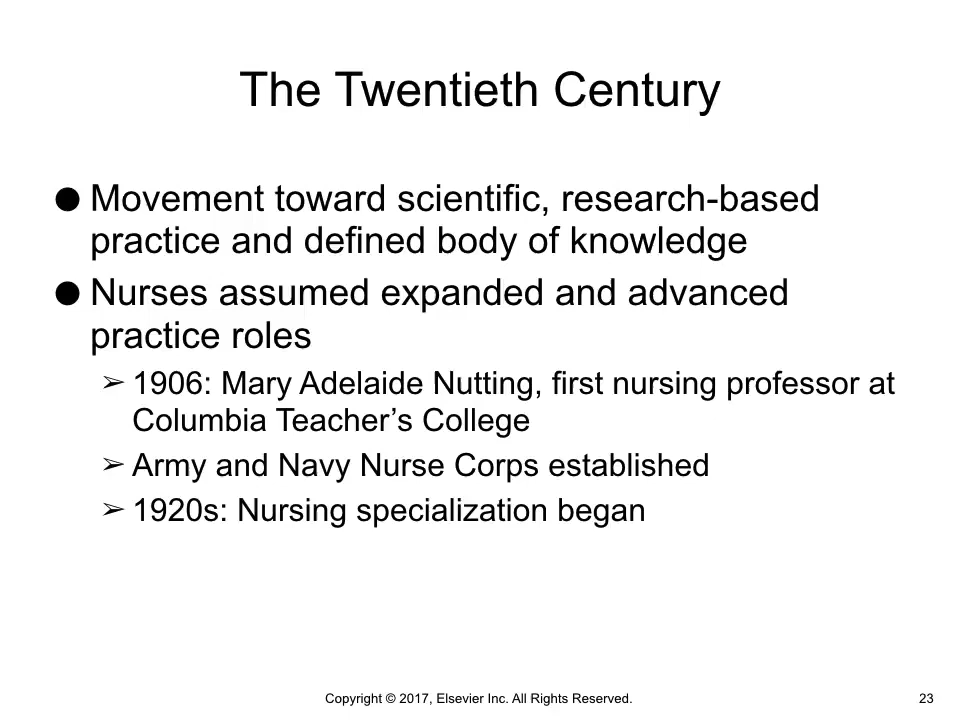 The Twentieth Century
● Movement toward scientific, research-based
practice and defined body of knowledge
● Nurses assumed expanded and advanced
practice roles
➢ 1906: Mary Adelaide Nutting, first nursing professor at
Columbia Teacher’s College
➢ Army and Navy Nurse Corps established
➢ 1920s: Nursing specialization began
Copyright © 2017, Elsevier Inc. All Rights Reserved.
23